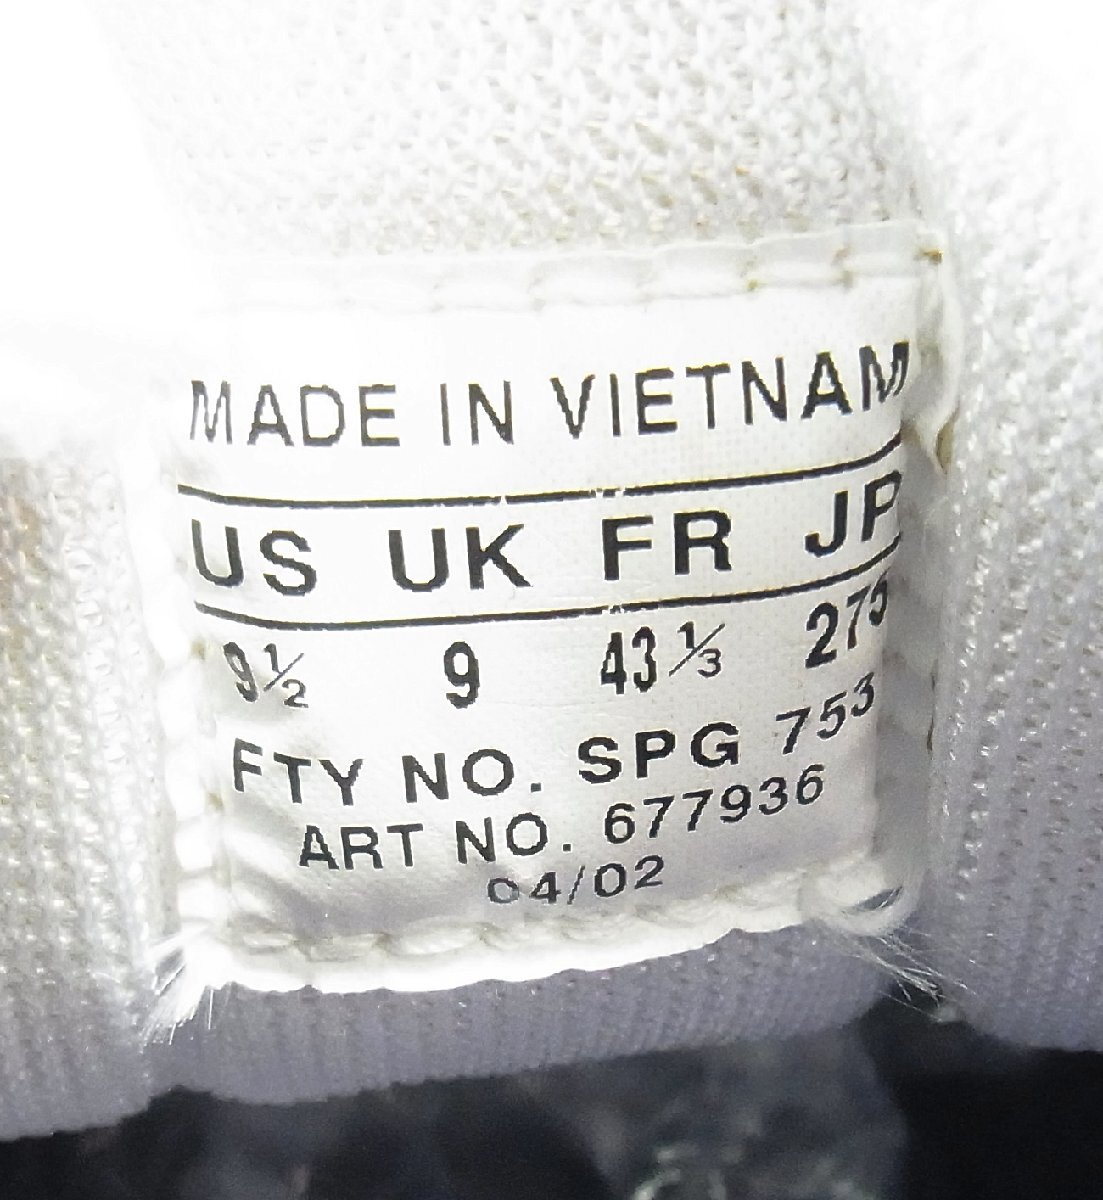 MADE IN VIETNAM
US UK FR JP
9½ 9 43⅓ 275
FTY NO. SPG 753
ART NO. 677936
04/02